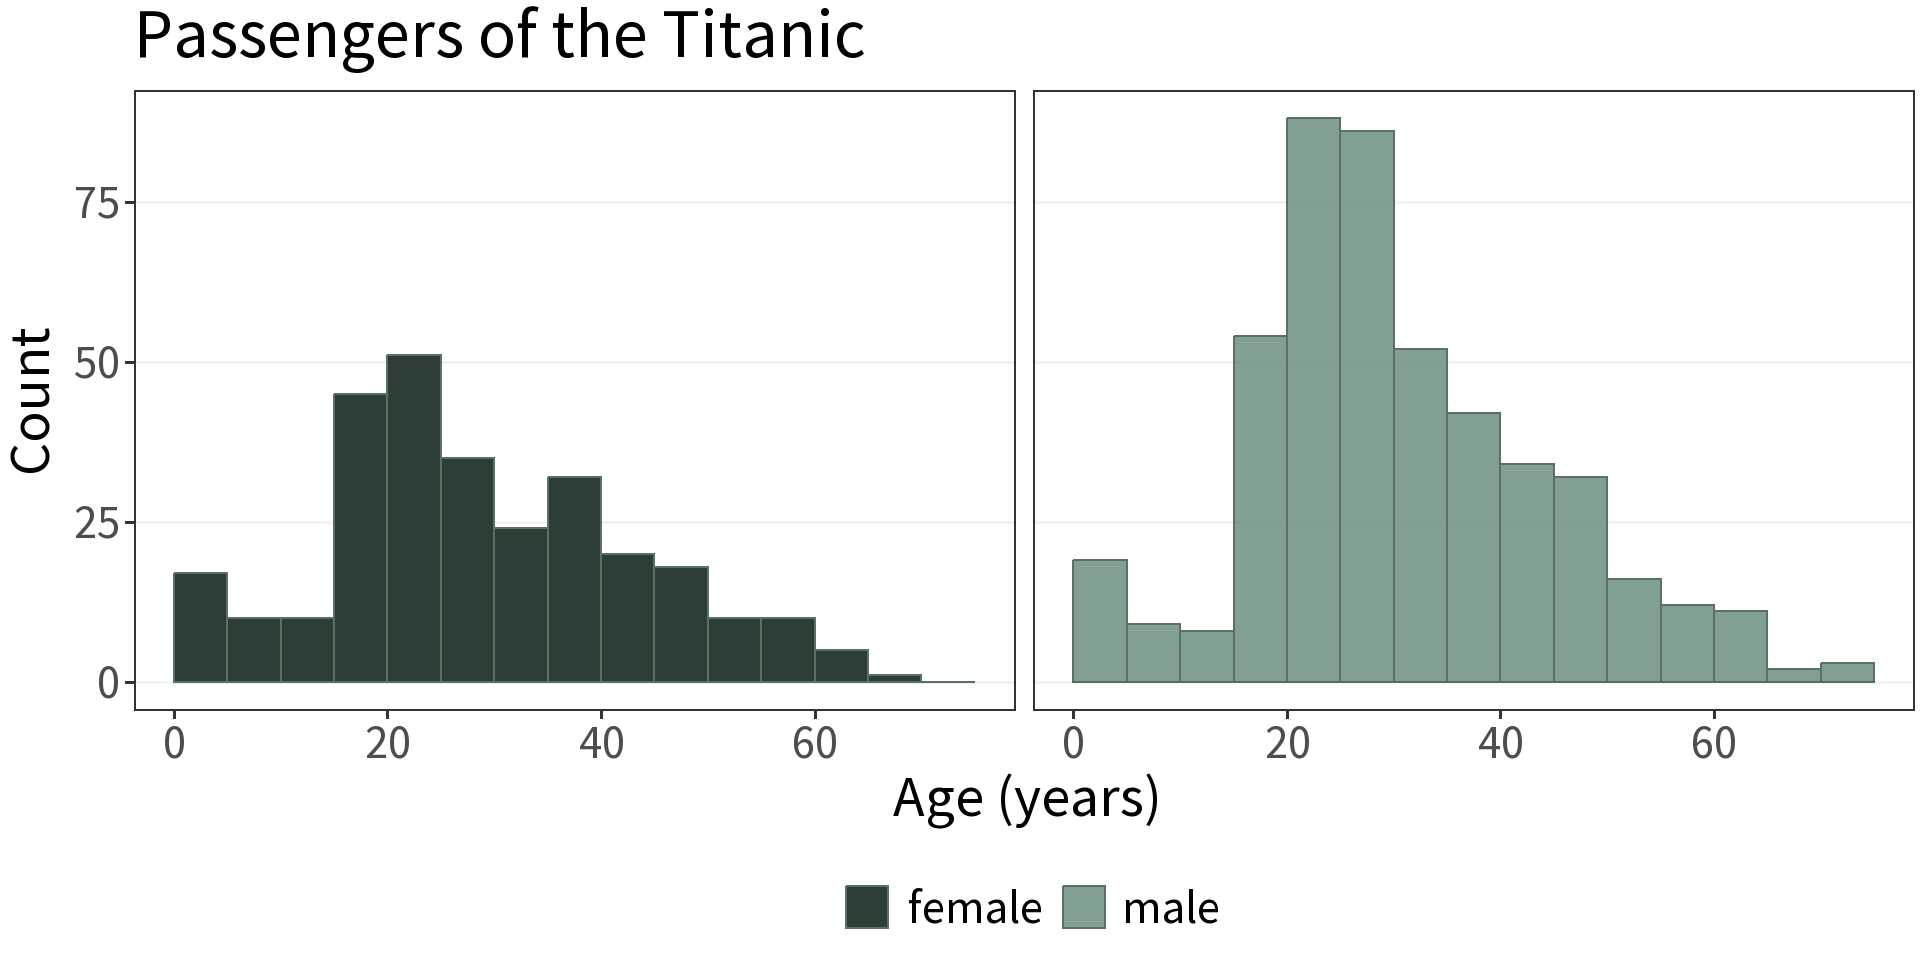 Passengers of the Titanic
Count
75
50
25
0
0 20 40 60
0 20 40 60
Age (years)
female male